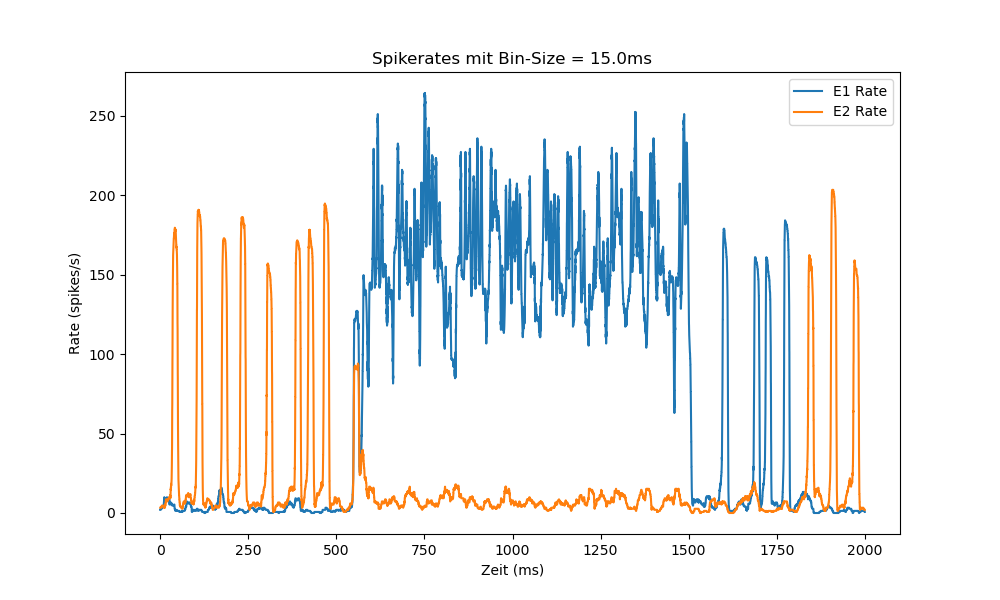 Spikerates mit Bin-Size = 15.0ms
E1 Rate
E2 Rate
250
200
150
100
50
0
Rate (spikes/s)
0 250 500 750 1000 1250 1500 1750 2000
Zeit (ms)